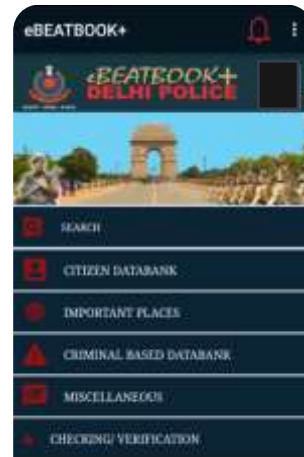 eBEATBOOK+
eBEATBOOK+
DELHI POLICE
SEARCH
CITIZEN DATABANK
IMPORTANT PLACES
CRIMINAL BASED DATABANK
MISCELLANEOUS
CHECKING/ VERIFICATION